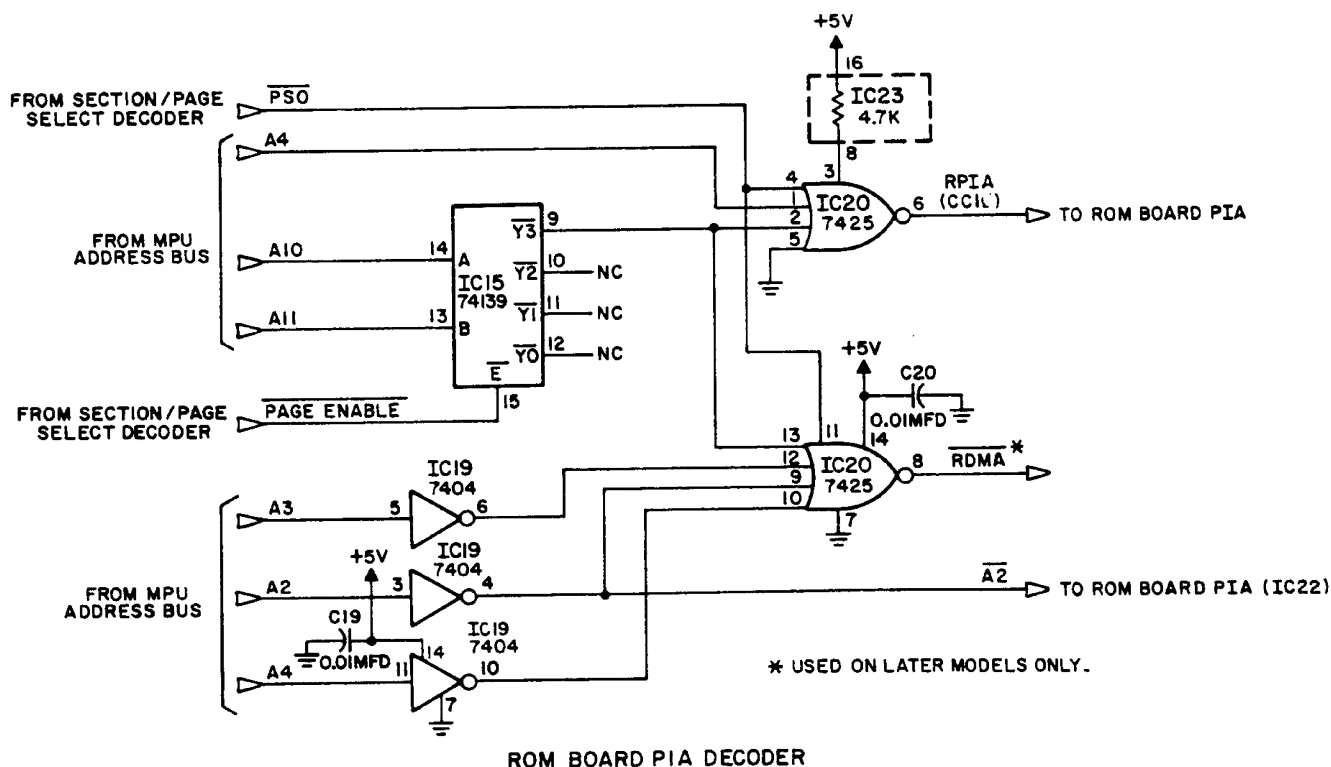 +5V
16
IC23
4.7K
8
3
FROM SECTION/PAGE
SELECT DECODER
PS0
A4
FROM MPU
ADDRESS BUS
A10
A11
14
A
13
B
IC15
74139
Y3
9
Y2
10
NC
Y1
11
NC
Y0
12
NC
E
15
4
1
2
5
IC20
7425
6
RPIA
TO ROM BOARD PIA
FROM SECTION/PAGE
SELECT DECODER
PAGE ENABLE
+5V
C20
0.01MFD
11
14
13
12
9
10
IC20
7425
7
8
RDMA *
FROM MPU
ADDRESS BUS
A3
5
IC19
7404
6
A2
3
IC19
7404
4
A2
TO ROM BOARD PIA (IC22)
+5V
C19
0.01MFD
A4
11
14
IC19
7404
10
7
* USED ON LATER MODELS ONLY.
ROM BOARD PIA DECODER